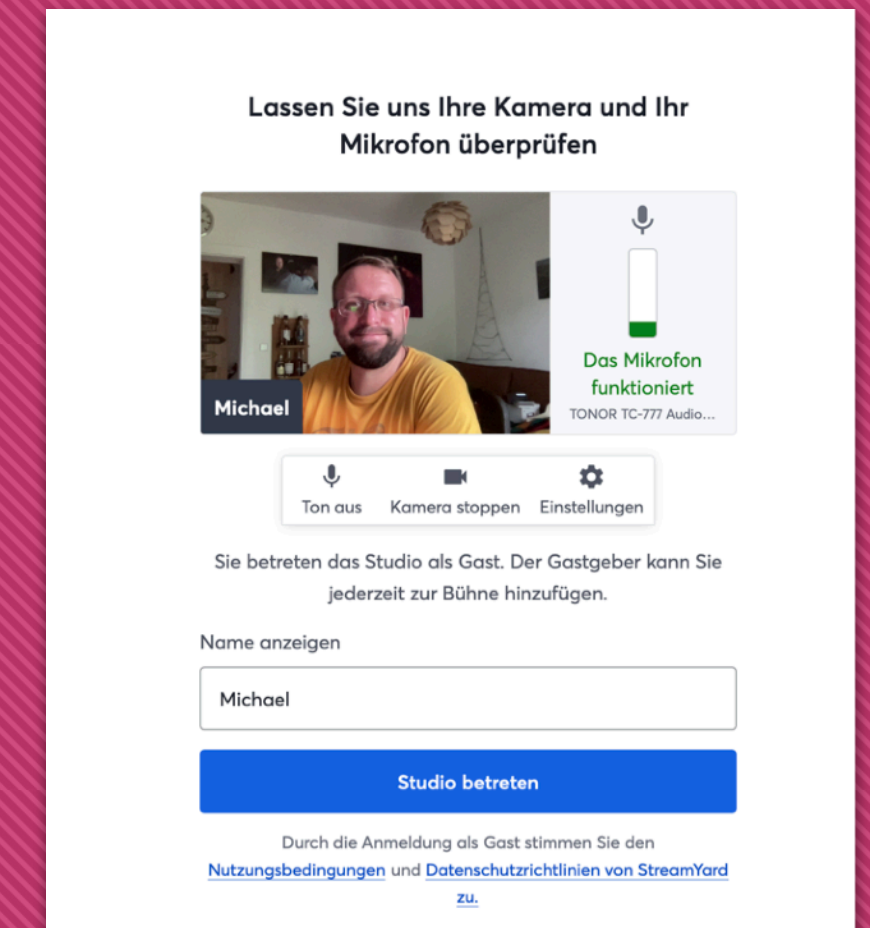 Lassen Sie uns Ihre Kamera und Ihr
Mikrofon überprüfen
Michael
Das Mikrofon
funktioniert
TONOR TC-777 Audio...
Ton aus
Kamera stoppen
Einstellungen
Sie betreten das Studio als Gast. Der Gastgeber kann Sie
jederzeit zur Bühne hinzufügen.
Name anzeigen
Michael
Studio betreten
Durch die Anmeldung als Gast stimmen Sie den
Nutzungsbedingungen und Datenschutzrichtlinien von StreamYard
zu.